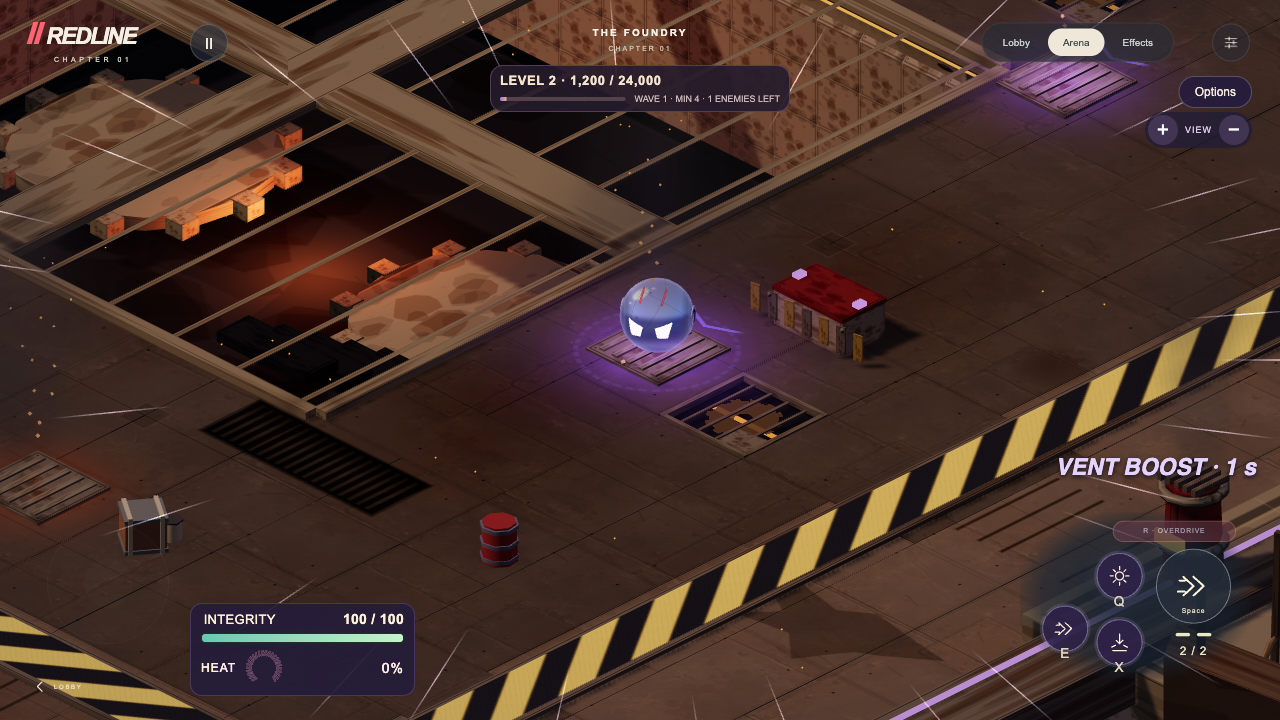 REDLINE
CHAPTER 01
THE FOUNDRY
CHAPTER 01
LEVEL 2 · 1,200 / 24,000
WAVE 1 · MIN 4 · 1 ENEMIES LEFT
Lobby
Arena
Effects
Options
+ VIEW −
VENT BOOST · 1 s
R · OVERDRIVE
Q
Space
E
X
2 / 2
INTEGRITY 100 / 100
HEAT 0%
LOBBY